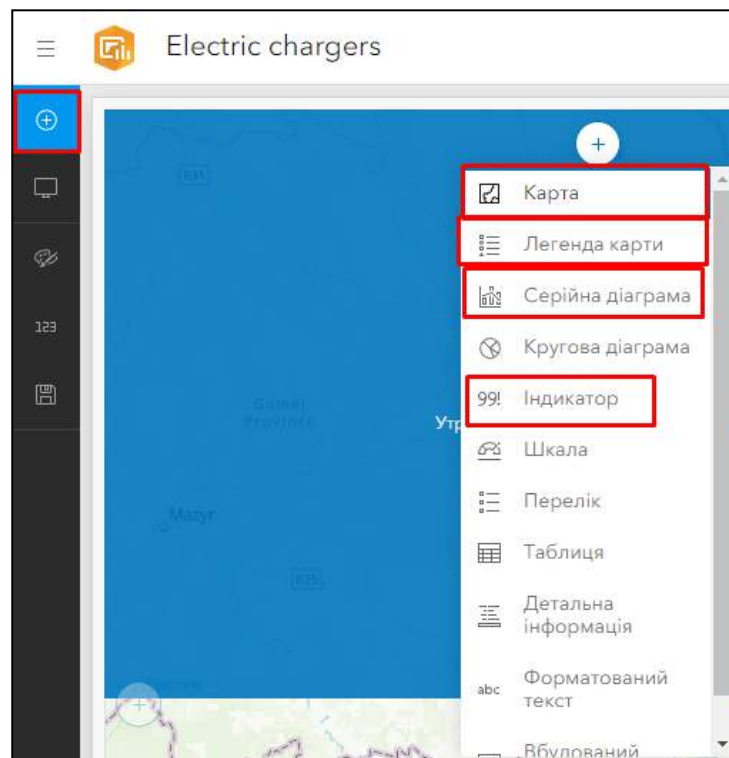 Electric chargers
R31
Карта
Легенда карти
Серійна діаграма
Кругова діаграма
123
Gomel
Province
99!
Індикатор
Утр
Шкала
Перелік
Mazyr
Таблиця
R35
Детальна
інформація
abc
Форматований
текст
Вбудований